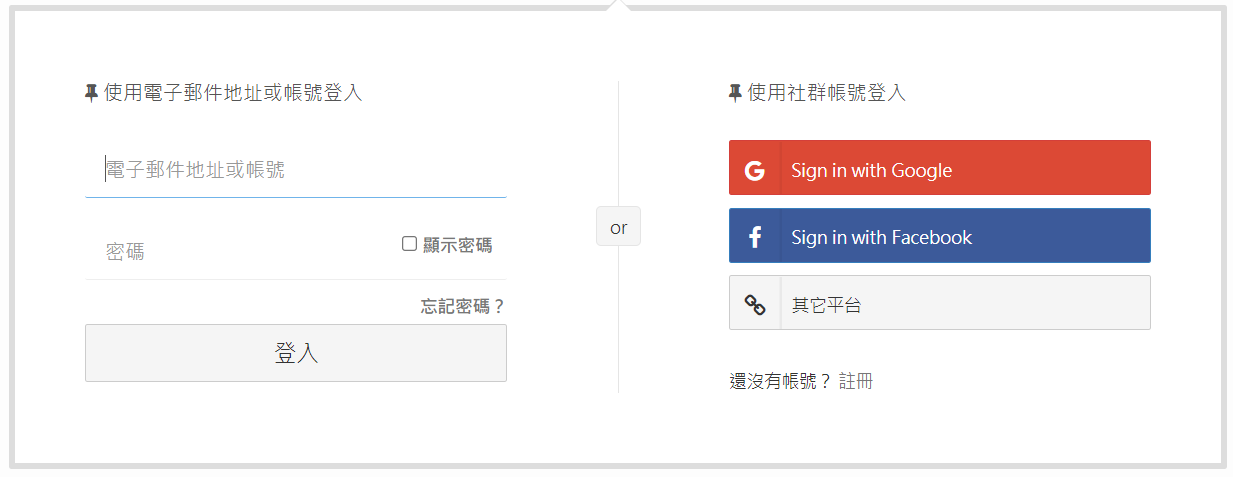 使用電子郵件地址或帳號登入
電子郵件地址或帳號
密碼
顯示密碼
忘記密碼？
登入
or
使用社群帳號登入
Sign in with Google
Sign in with Facebook
其它平台
還沒有帳號？ 註冊